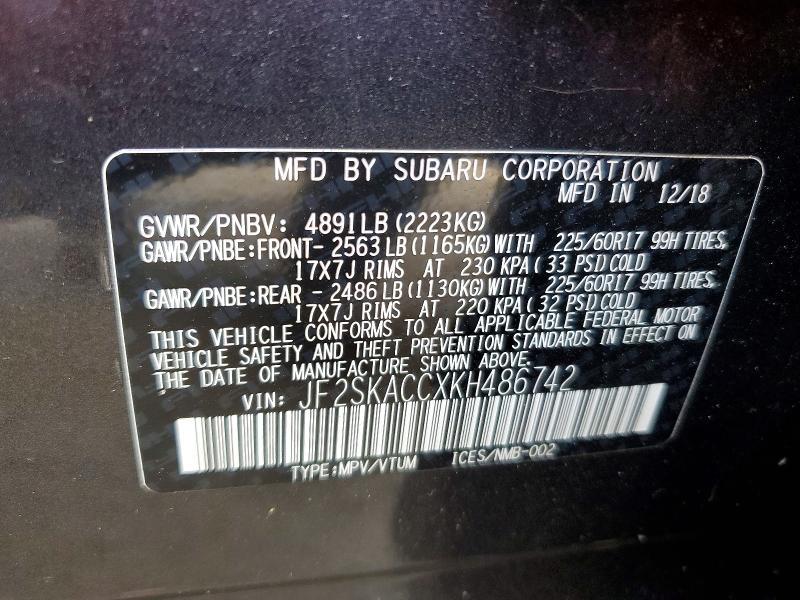 MFD BY SUBARU CORPORATION
MFD IN 12/18
GVWR/PNBV: 4891LB (2223KG)
GAWR/PNBE:FRONT- 2563 LB (1165KG) WITH 225/60R17 99H TIRES,
17X7J RIMS AT 230 KPA ( 33 PSI) COLD
GAWR/PNBE:REAR - 2486 LB (1130KG) WITH 225/60R17 99H TIRES,
17X7J RIMS AT 220 KPA ( 32 PSI) COLD
THIS VEHICLE CONFORMS TO ALL APPLICABLE FEDERAL MOTOR
VEHICLE SAFETY AND THEFT PREVENTION STANDARDS IN EFFECT ON
THE DATE OF MANUFACTURE SHOWN ABOVE.
VIN: JF2SKACCXKH486742
TYPE:MPV/VTUM ICES/NMB-002